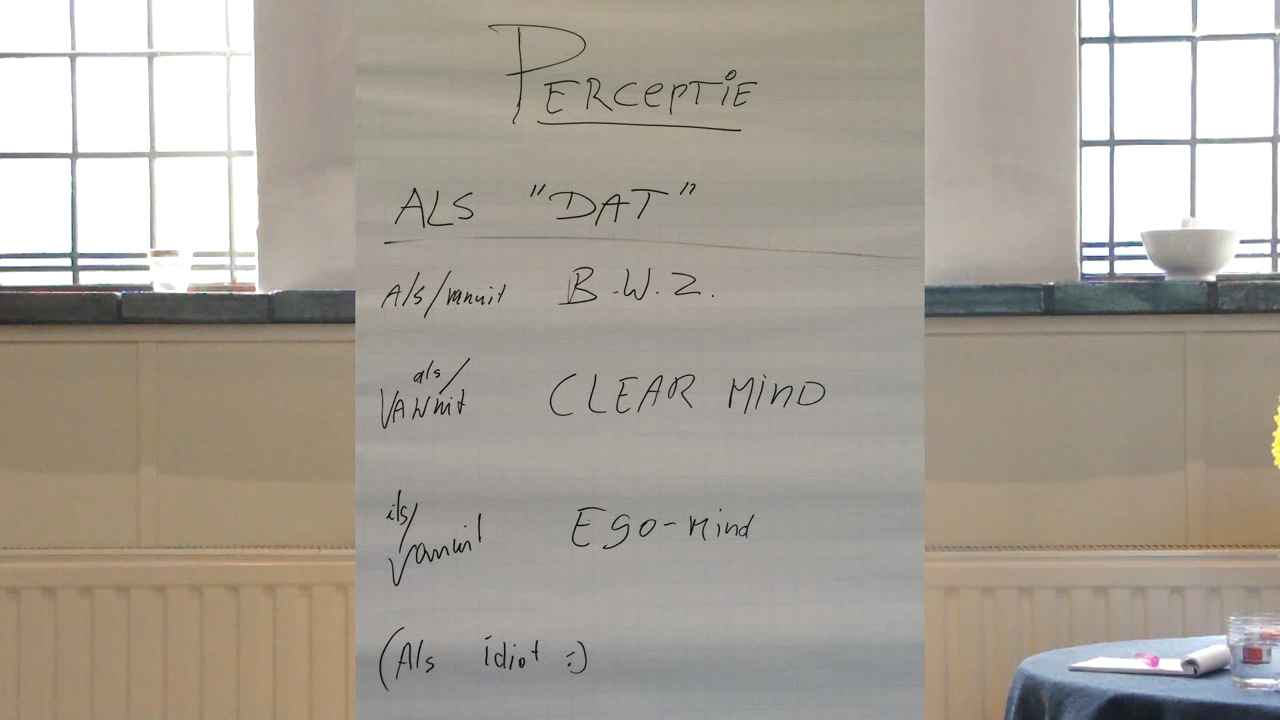 PERCEPTIE
ALS "DAT"
Als/vanuit B.W.Z.
als/
VANuit CLEAR MIND
als/
Vanuit EGO-Mind
(Als idiot :)